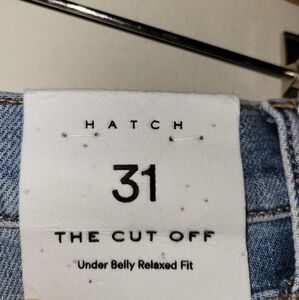 HATCH
31
THE CUT OFF
Under Belly Relaxed Fit